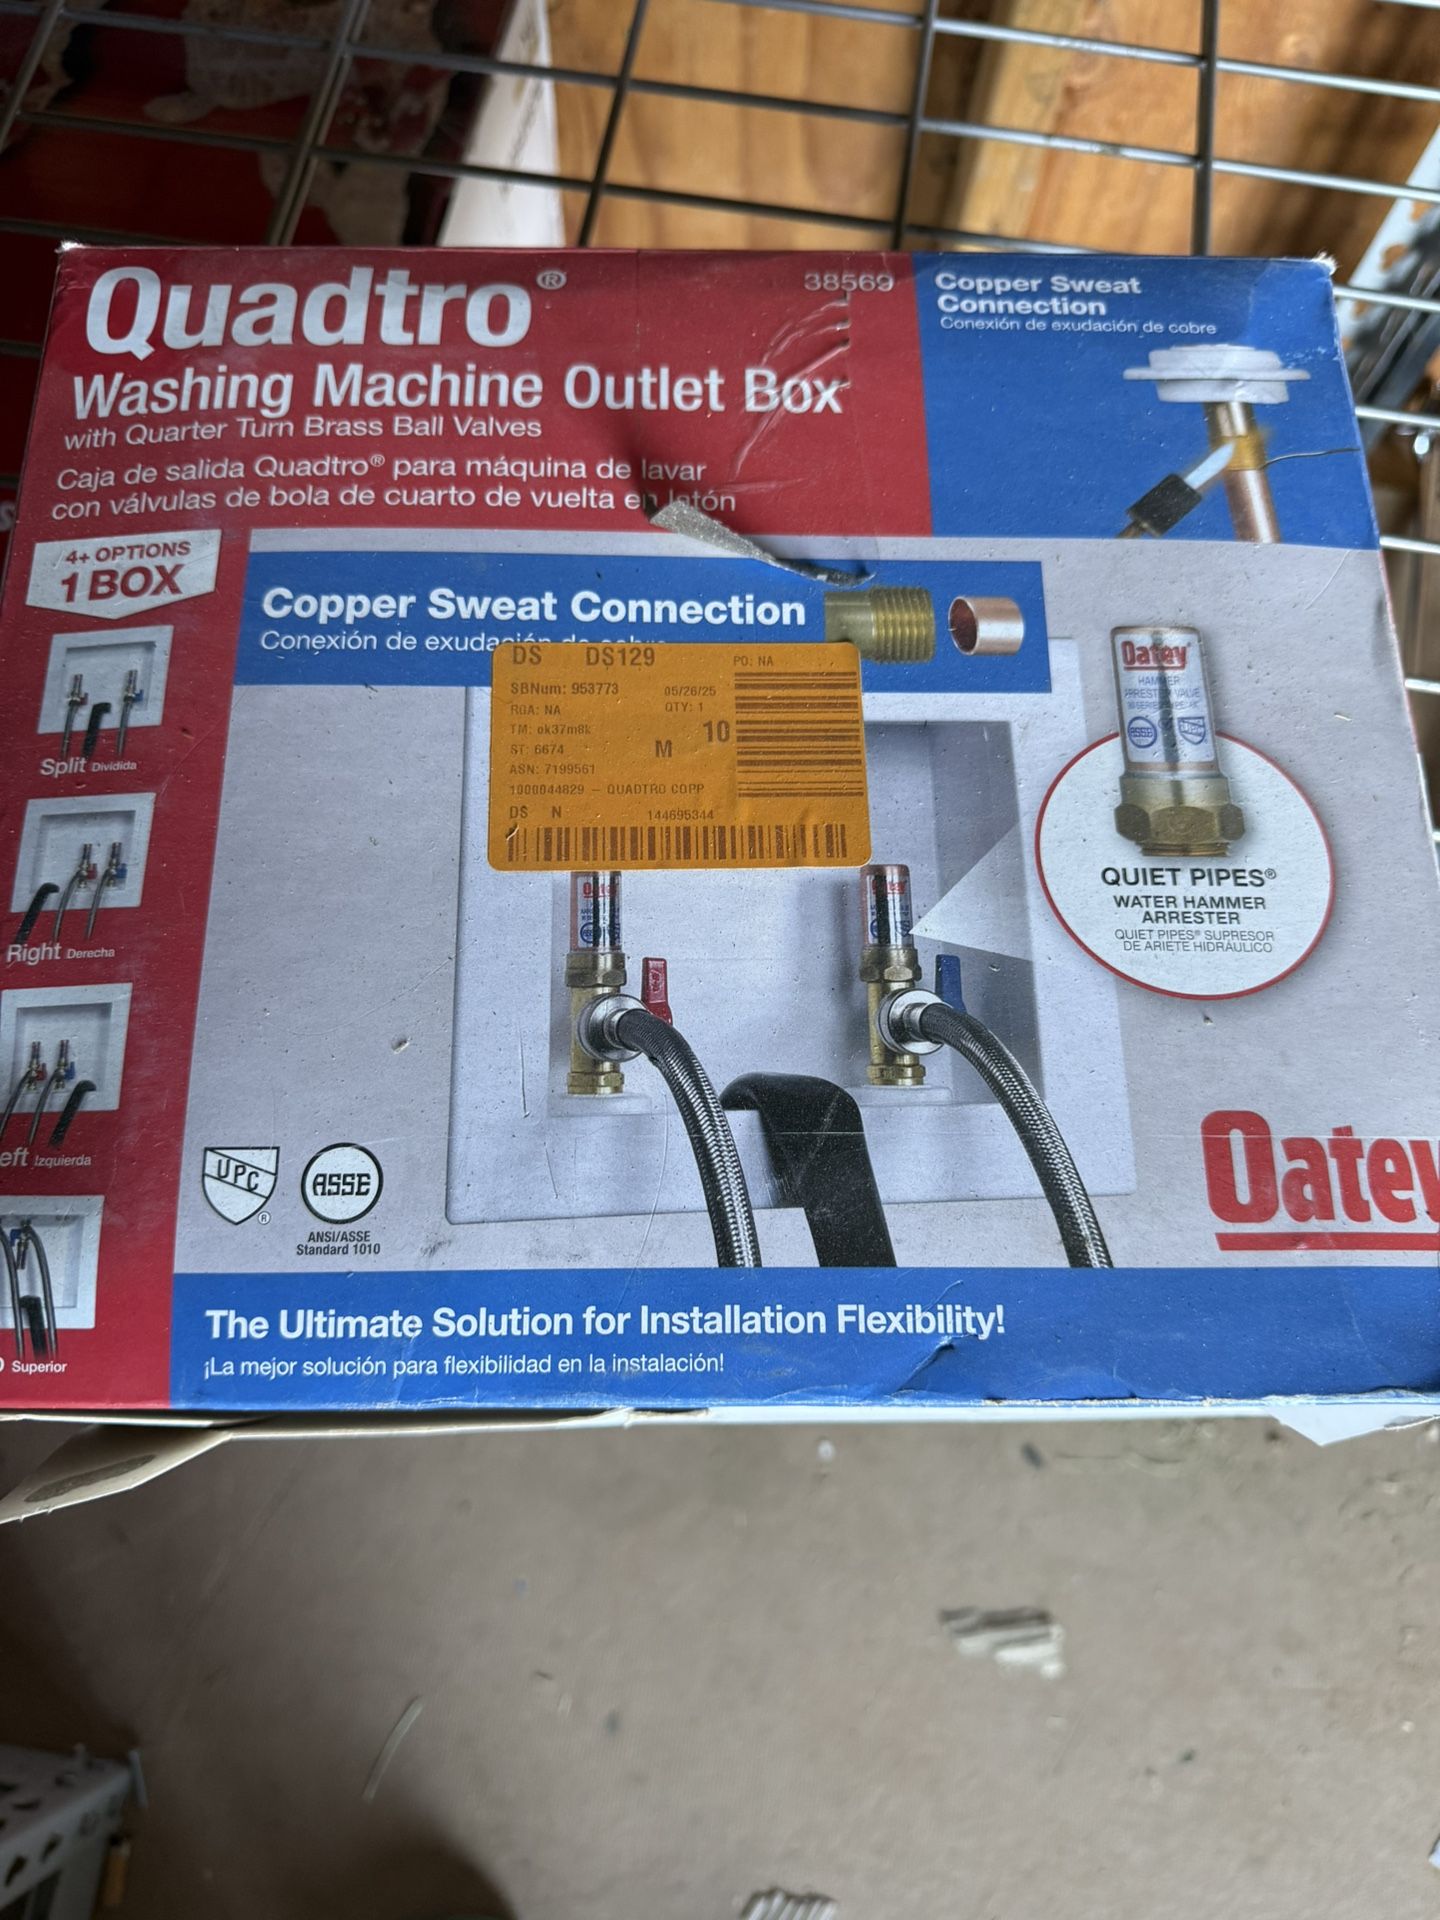 Quadtro®
38569
Washing Machine Outlet Box
with Quarter Turn Brass Ball Valves
Caja de salida Quadtro® para máquina de lavar
con válvulas de bola de cuarto de vuelta en latón
Copper Sweat
Connection
Conexión de exudación de cobre
4+ OPTIONS
1 BOX
Copper Sweat Connection
Conexión de exudación de cobre
DS DS129 PO: NA
SBNum: 953773 05/26/25
RGA: NA QTY: 1
TM: ok37m8k
ST: 6674 M 10
ASN: 7199561
1000044829 - QUADTRO COPP
DS N 144695344
Split Dividida
Right Derecha
eft Izquierda
Superior
Oatey
HAMMER
ARRESTER VALVE
ASSE
UPC
QUIET PIPES®
WATER HAMMER
ARRESTER
QUIET PIPES® SUPRESOR
DE ARIETE HIDRÁULICO
UPC ®
ASSE
ANSI/ASSE
Standard 1010
Oatey
The Ultimate Solution for Installation Flexibility!
¡La mejor solución para flexibilidad en la instalación!